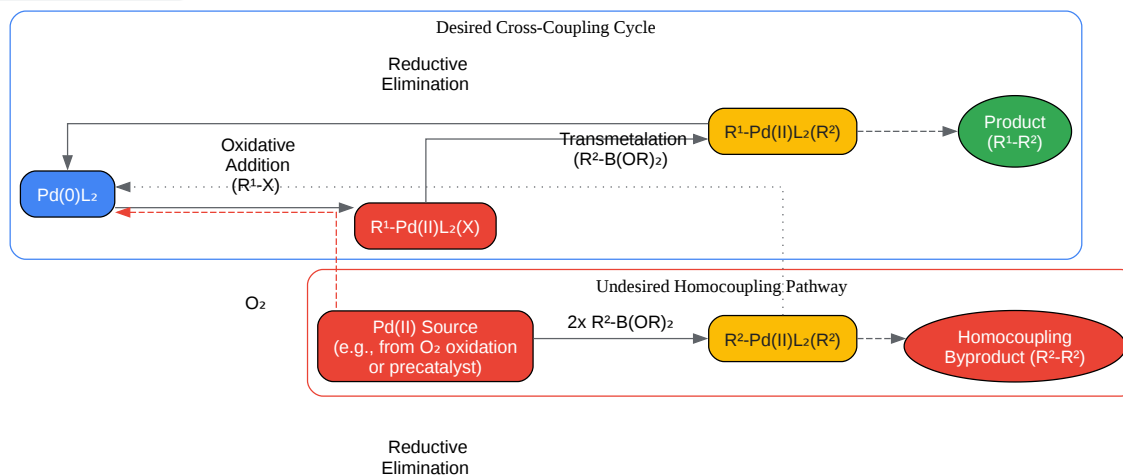 Desired Cross-Coupling Cycle
Reductive
Elimination
R¹-Pd(II)L₂(R²)
Product
(R¹-R²)
Transmetalation
(R²-B(OR)₂)
Oxidative
Addition
(R¹-X)
Pd(0)L₂
R¹-Pd(II)L₂(X)
Undesired Homocoupling Pathway
O₂
Pd(II) Source
(e.g., from O₂ oxidation
or precatalyst)
2x R²-B(OR)₂
R²-Pd(II)L₂(R²)
Homocoupling
Byproduct (R²-R²)
Reductive
Elimination